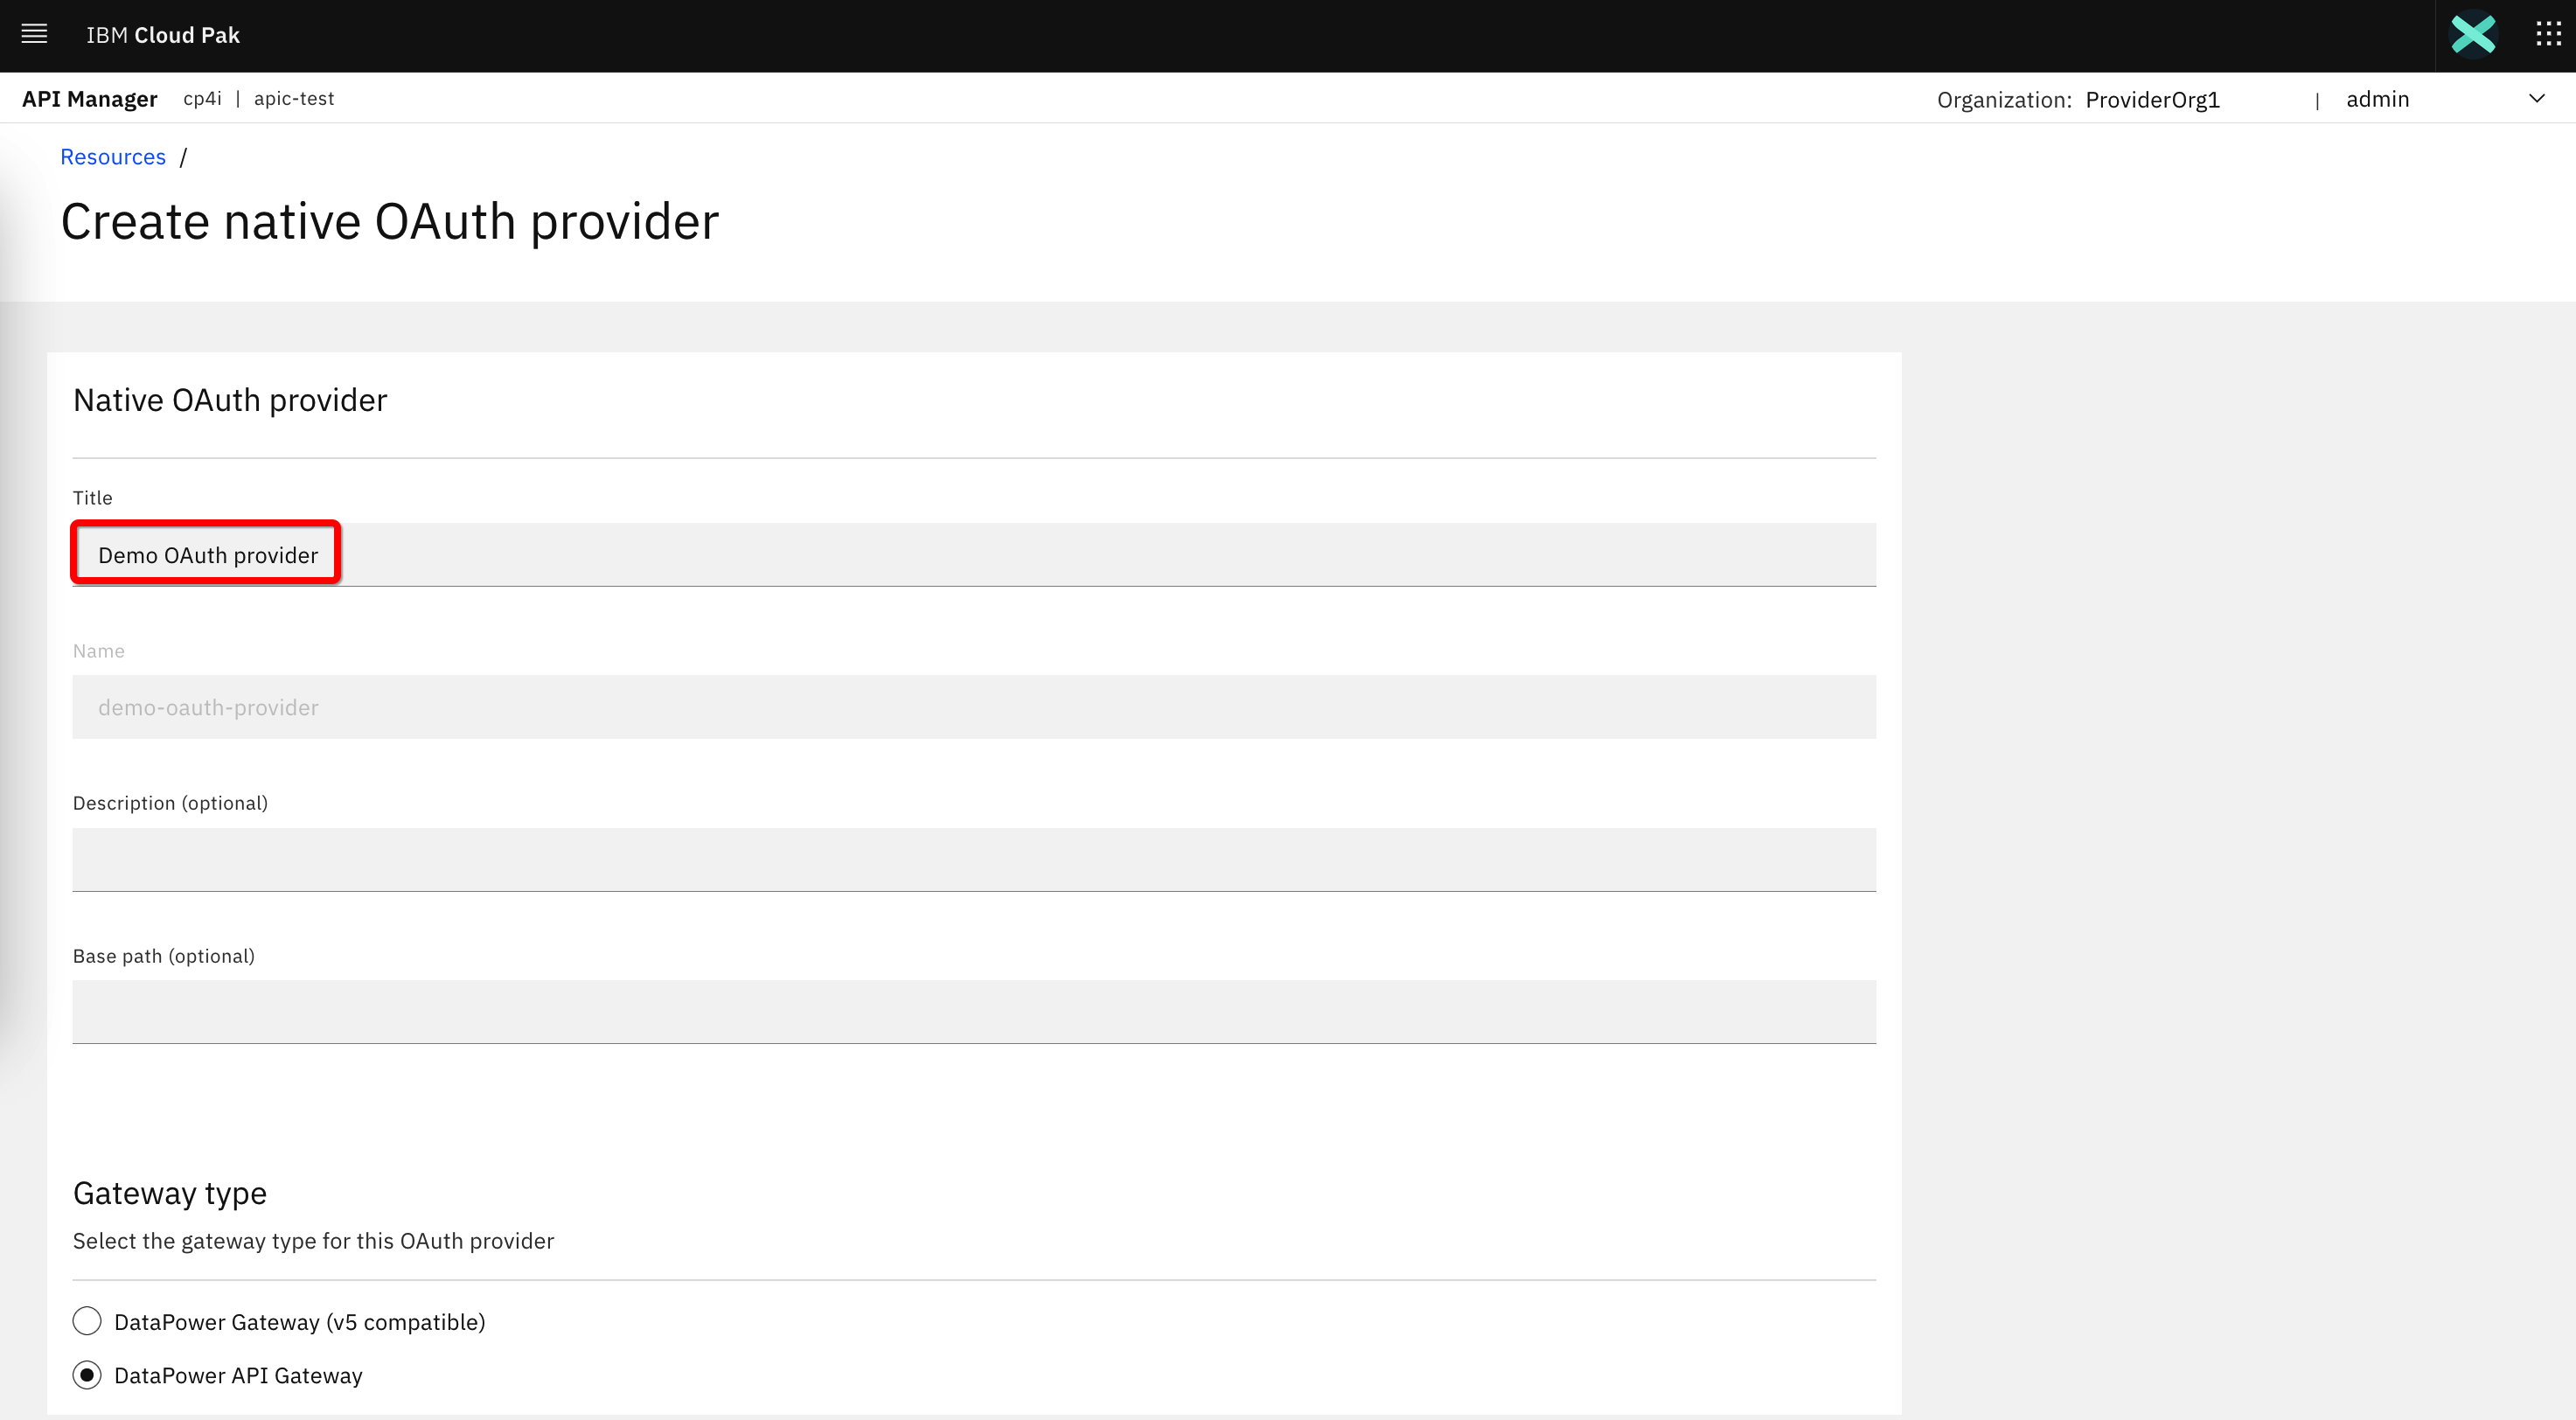 IBM Cloud Pak
API Manager cp4i | apic-test Organization: ProviderOrg1 | admin
Resources /
Create native OAuth provider
Native OAuth provider
Title
Demo OAuth provider
Name
demo-oauth-provider
Description (optional)
Base path (optional)
Gateway type
Select the gateway type for this OAuth provider
DataPower Gateway (v5 compatible)
DataPower API Gateway